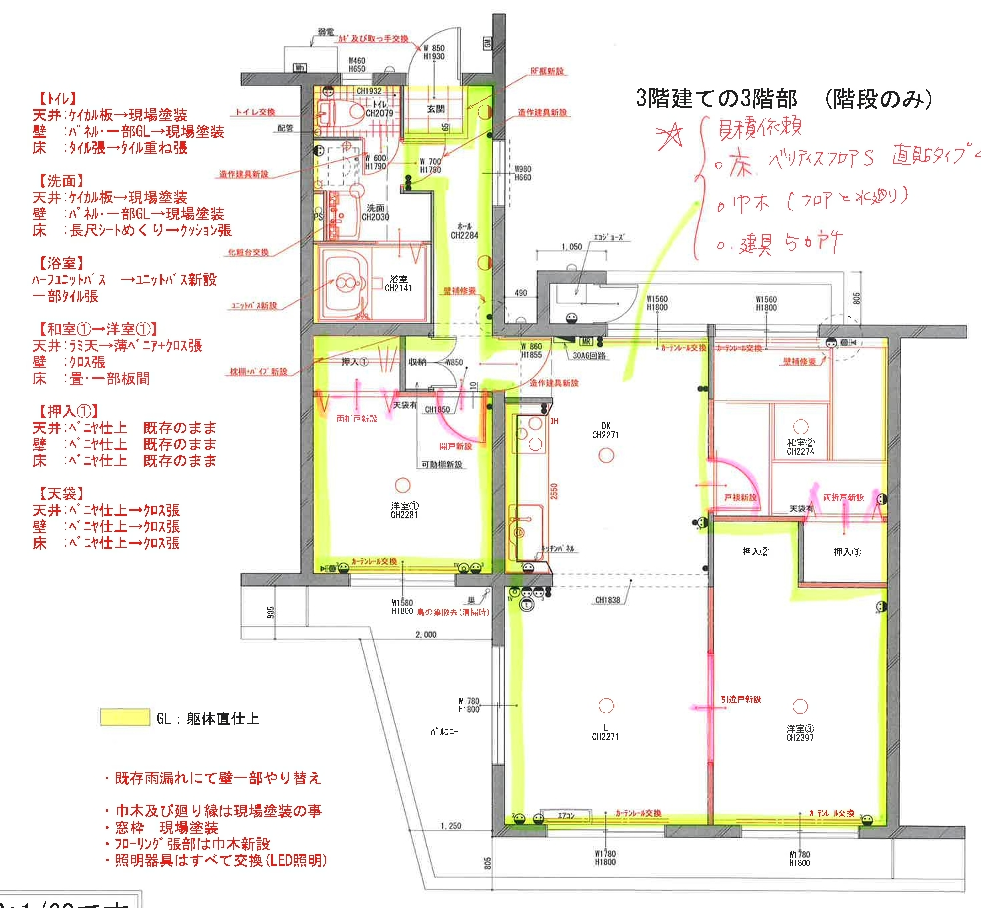 3階建ての3階部 (階段のみ)
見積依頼
○床 ベリティスフロアS 直貼タイプ
○巾木 (フロアと水廻り)
○建具 5ヵ所
【トイレ】
天井:ケイカル板→現場塗装
壁 :パネル・一部GL→現場塗装
床 :タイル張→タイル重ね張
【洗面】
天井:ケイカル板→現場塗装
壁 :パネル・一部GL→現場塗装
床 :長尺シートめくり→クッション張
【浴室】
ハーフユニットバス →ユニットバス新設
一部タイル張
【和室①→洋室①】
天井:ラミ天→薄ベニア+クロス張
壁 :クロス張
床 :畳・一部板間
【押入①】
天井:ベニヤ仕上 既存のまま
壁 :ベニヤ仕上 既存のまま
床 :ベニヤ仕上 既存のまま
【天袋】
天井:ベニヤ仕上→クロス張
壁 :ベニヤ仕上→クロス張
床 :ベニヤ仕上→クロス張
弱電
カギ及び取っ手交換
W 850
H1930
GM
Wh
W460
H650
RF框新設
CH1932
トイレ
CH2079
玄関
トイレ交換
造作建具新設
配管
65
W 600
H1790
W 700
H1790
W980
H660
造作建具新設
洗面
CH2030
PS
ホール
CH2284
化粧台交換
浴室
CH2141
ユニットバス新設
壁補修要
エコジョーズ
1,050
490
W1560
H1800
W1560
H1800
805
押入①
収納
W850
W 860
H1855
30A6回路
カーテンレール交換
カーテンレール交換
壁補修要
枕棚・パイプ新設
造作建具新設
110
CH1850
天袋有
両折戸新設
開戸新設
可動棚新設
IH
DK
CH2271
2550
和室②
CH2274
洋室①
CH2281
戸襖新設
両折戸新設
天袋有
キッチンパネル
押入②
押入③
カーテンレール交換
W1580
H1800
鳥の巣除去(清掃時)
巣
CH1838
905
2,000
W 780
H1800
バルコニー
L
CH2271
引違戸新設
洋室③
CH2397
GL:躯体直仕上
エアコン
カーテンレール交換
カーテンレール交換
1,250
805
W1780
H1800
W1780
H1800
・既存雨漏れにて壁一部やり替え
・巾木及び廻り縁は現場塗装の事
・窓枠 現場塗装
・フローリング張部は巾木新設
・照明器具はすべて交換(LED照明)